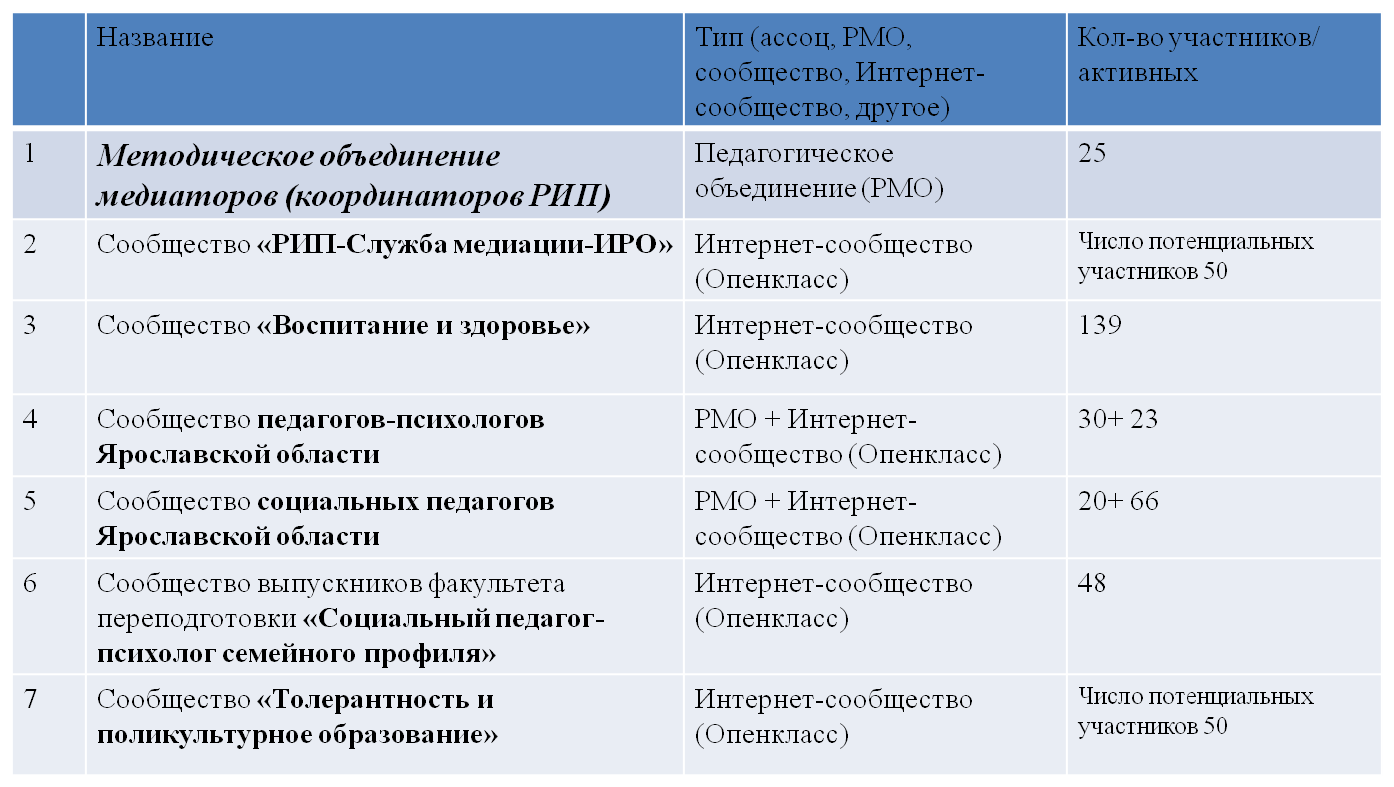 Название
Тип (ассоц, РМО,
сообщество, Интернет-
сообщество, другое)
Кол-во участников/
активных
1
Методическое объединение
медиаторов (координаторов РИП)
Педагогическое
объединение (РМО)
25
2
Сообщество «РИП-Служба медиации-ИРО»
Интернет-сообщество
(Опенкласс)
Число потенциальных
участников 50
3
Сообщество «Воспитание и здоровье»
Интернет-сообщество
(Опенкласс)
139
4
Сообщество педагогов-психологов
Ярославской области
РМО + Интернет-
сообщество (Опенкласс)
30+ 23
5
Сообщество социальных педагогов
Ярославской области
РМО + Интернет-
сообщество (Опенкласс)
20+ 66
6
Сообщество выпускников факультета
переподготовки «Социальный педагог-
психолог семейного профиля»
Интернет-сообщество
(Опенкласс)
48
7
Сообщество «Толерантность и
поликультурное образование»
Интернет-сообщество
(Опенкласс)
Число потенциальных
участников 50